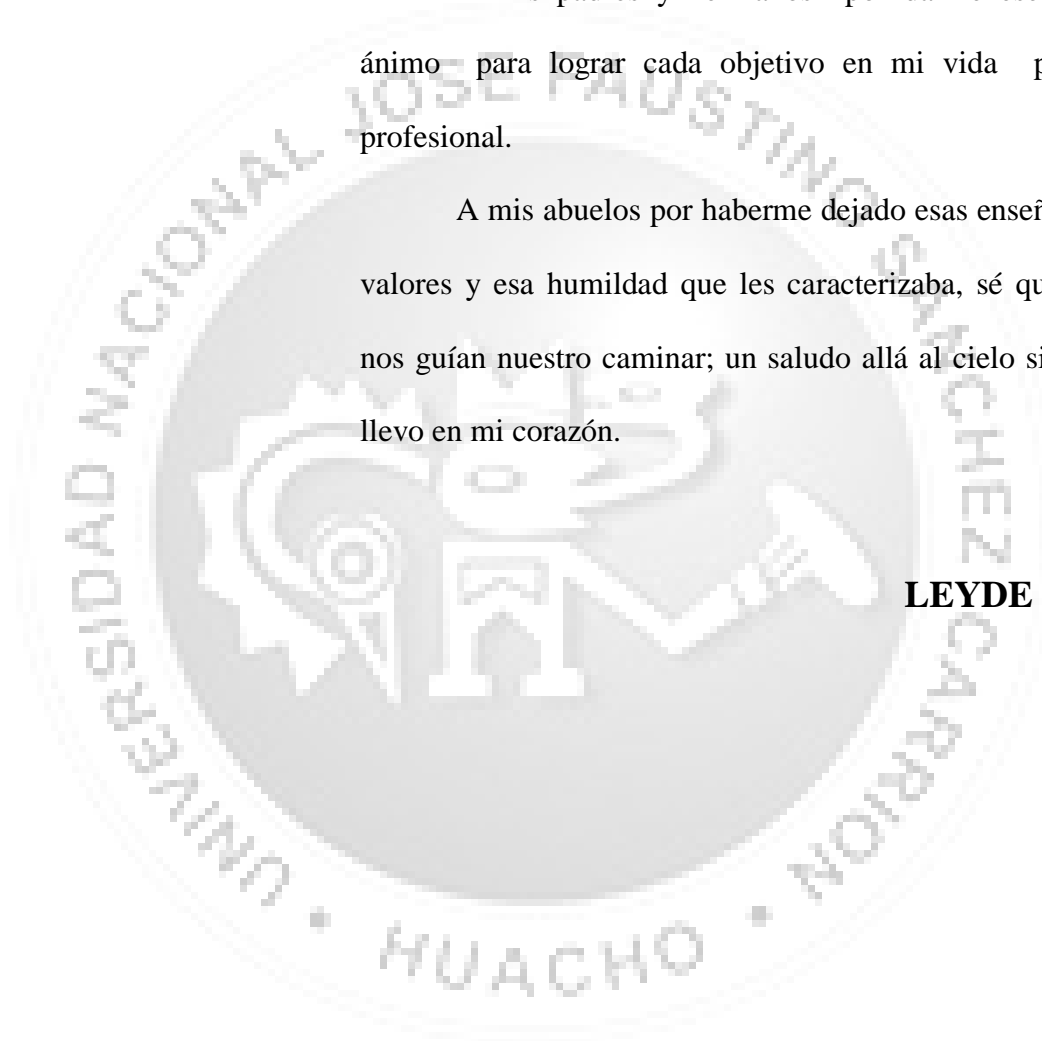 ánimo para lograr cada objetivo en mi vida
profesional.
A mis abuelos por haberme dejado esas
valores y esa humildad que les caracterizaba, sé
nos guían nuestro caminar; un saludo allá al cielo
llevo en mi corazón.
LEYDE
UNIVERSIDAD NACIONAL JOSE FAUSTINO SANCHEZ CARRION • HUACHO •